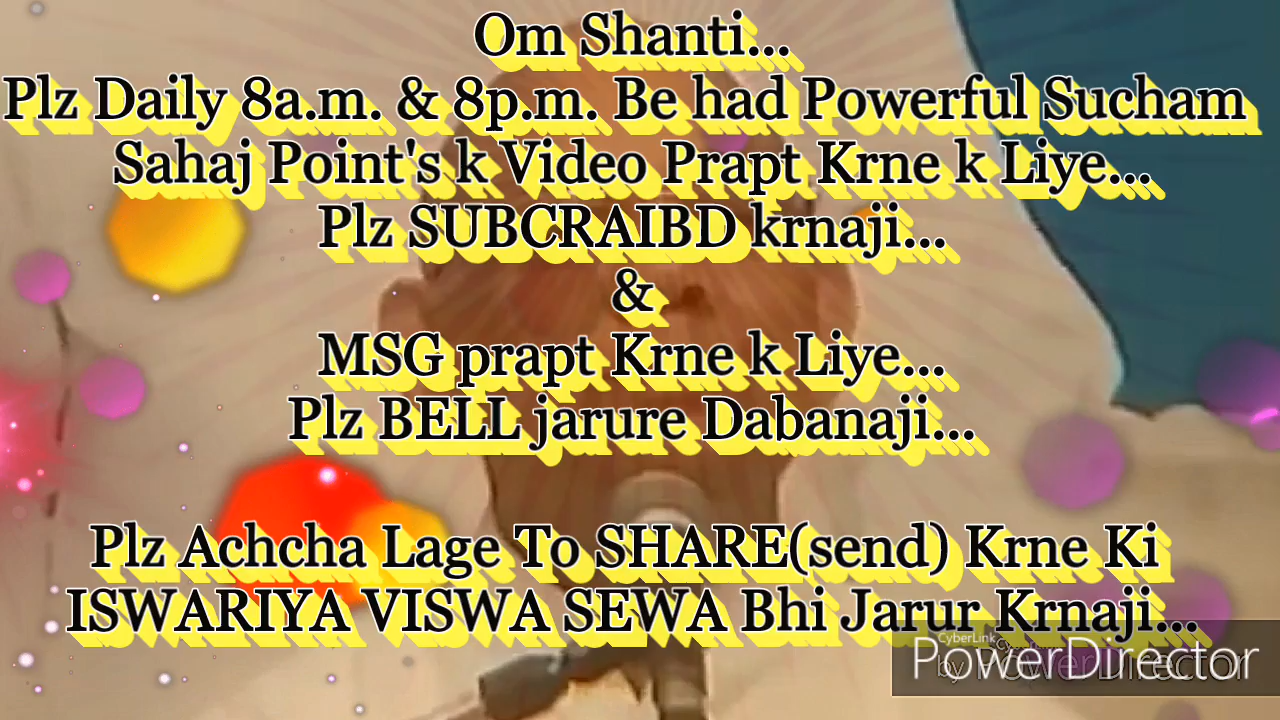 Om Shanti...
Plz Daily 8a.m. & 8p.m. Be had Powerful Sucham
Sahaj Point's k Video Prapt Krne k Liye...
Plz SUBCRAIBD krnaji...
&
MSG prapt Krne k Liye...
Plz BELL jarure Dabanaji...
Plz Achcha Lage To SHARE(send) Krne Ki
ISWARIYA VISWA SEWA Bhi Jarur Krnaji...
CyberLink
by PowerDirector